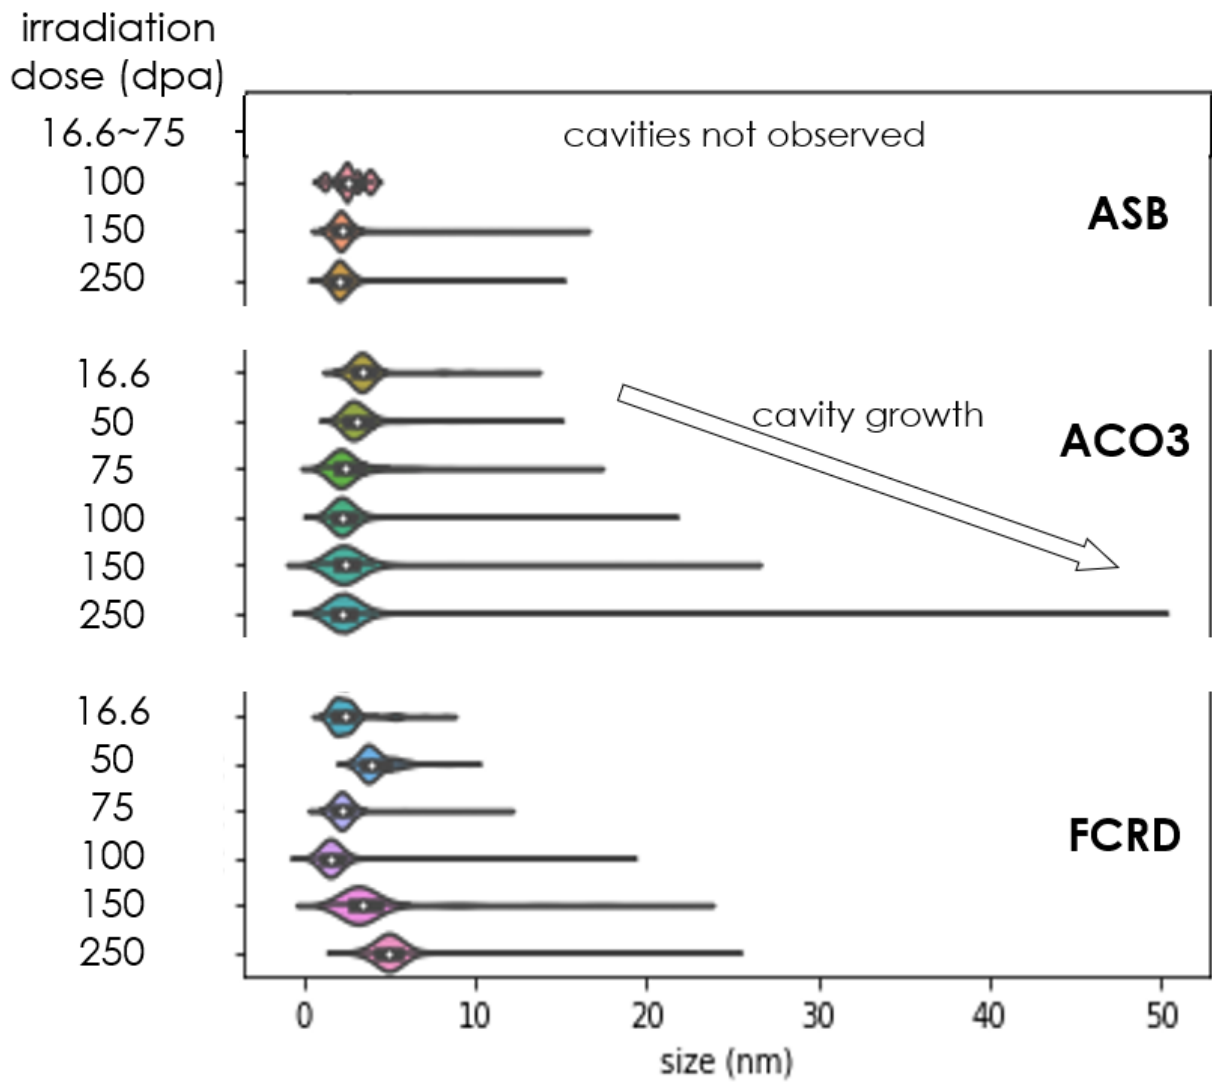 irradiation
dose (dpa)
16.6~75
cavities not observed
100
150
250
ASB
16.6
50
75
100
150
250
cavity growth
ACO3
16.6
50
75
100
150
250
FCRD
0 10 20 30 40 50
size (nm)